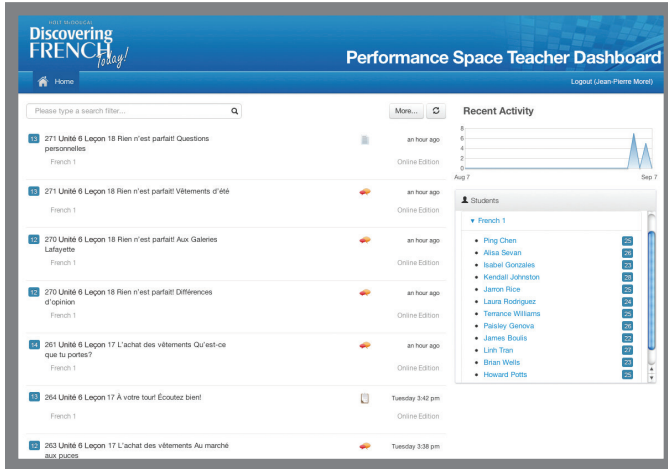 HOLT McDOUGAL
Discovering
FRENCH
Today!
Performance Space Teacher Dashboard
Home
Logout (Jean-Pierre Morel)
Please type a search filter...
More...
13 271 Unité 6 Leçon 18 Rien n'est parfait! Questions
personnelles
an hour ago
French 1
Online Edition
13 271 Unité 6 Leçon 18 Rien n'est parfait! Vêtements d'été
an hour ago
French 1
Online Edition
12 270 Unité 6 Leçon 18 Rien n'est parfait! Aux Galeries
Lafayette
an hour ago
French 1
Online Edition
12 270 Unité 6 Leçon 18 Rien n'est parfait! Différences
d'opinion
an hour ago
French 1
Online Edition
14 261 Unité 6 Leçon 17 L'achat des vêtements Qu'est-ce
que tu portes?
an hour ago
French 1
Online Edition
13 264 Unité 6 Leçon 17 À votre tour! Écoutez bien!
Tuesday 3:42 pm
French 1
Online Edition
12 263 Unité 6 Leçon 17 L'achat des vêtements Au marché
aux puces
Tuesday 3:38 pm
Recent Activity
8
6
4
2
0
Aug 7
Sep 7
Students
French 1
Ping Chen 25
Alisa Sevan 26
Isabel Gonzales 23
Kendall Johnston 28
Jarron Rice 25
Laura Rodriguez 24
Terrance Williams 25
Paisley Genova 26
James Boulis 22
Linh Tran 27
Brian Wells 23
Howard Potts 25